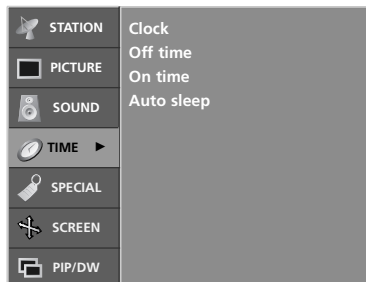 STATION
PICTURE
SOUND
TIME ►
SPECIAL
SCREEN
PIP/DW
Clock
Off time
On time
Auto sleep